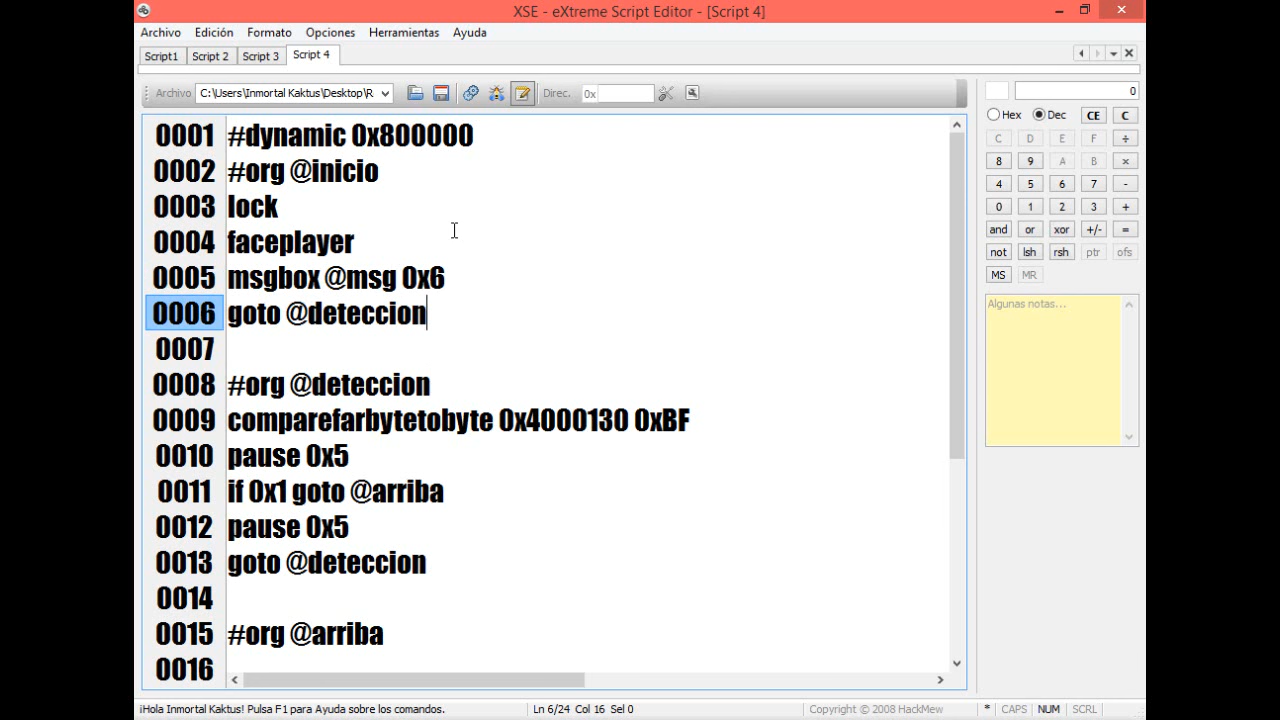 XSE - eXtreme Script Editor - [Script 4]
Archivo Edición Formato Opciones Herramientas Ayuda
Script1 Script 2 Script 3 Script 4
Archivo C:\Users\Inmortal Kaktus\Desktop\R Direc. 0x
0001 #dynamic 0x800000
0002 #org @inicio
0003 lock
0004 faceplayer
0005 msgbox @msg 0x6
0006 goto @deteccion
0007
0008 #org @deteccion
0009 comparefarbytetobyte 0x4000130 0xBF
0010 pause 0x5
0011 if 0x1 goto @arriba
0012 pause 0x5
0013 goto @deteccion
0014
0015 #org @arriba
0016
0
Hex Dec CE C
C D E F ÷
8 9 A B ×
4 5 6 7 -
0 1 2 3 +
and or xor +/- =
not lsh rsh ptr ofs
MS MR
Algunas notas...
¡Hola Inmortal Kaktus! Pulsa F1 para Ayuda sobre los comandos. Ln 6/24 Col 16 Sel 0 Copyright © 2008 HackMew * CAPS NUM SCRL